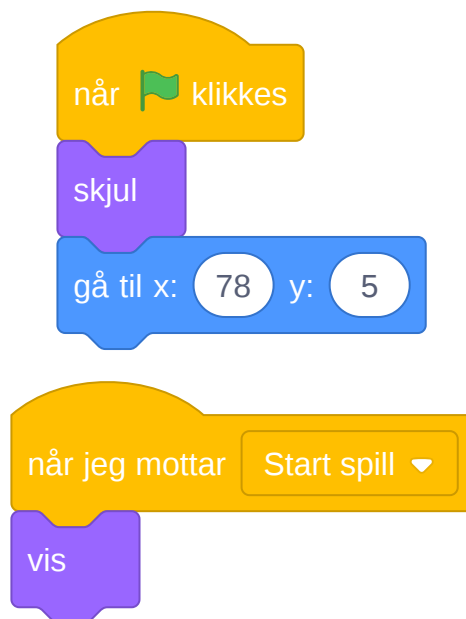 når klikkes
skjul
gå til x: 78 y: 5
når jeg mottar Start spill
vis